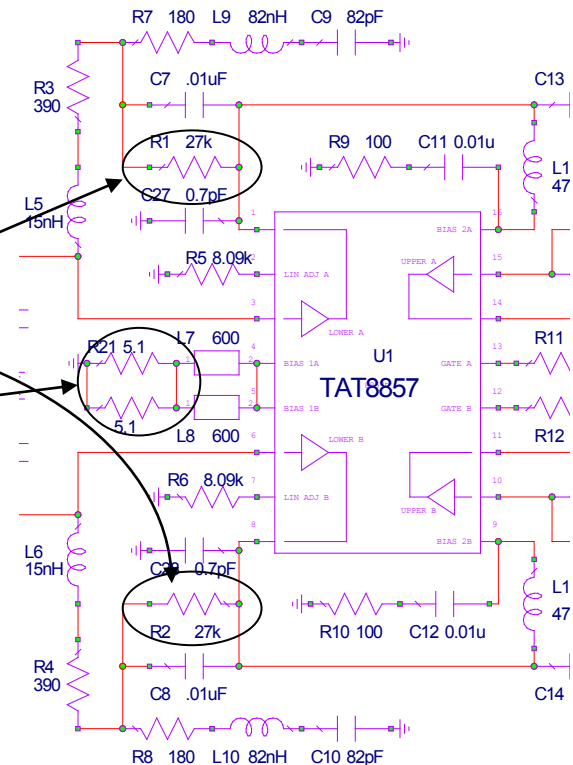 R7 180 L9 82nH C9 82pF
C7 .01uF
C13
R3
390
R1 27k
R9 100
C11 0.01u
L1
47
C27 0.7pF
L5
15nH
1
16
BIAS 2A
R5 8.09k
2
LIN ADJ A
UPPER A
15
3
LOWER A
14
R21 5.1
L7 600
1
2
4
BIAS 1A
U1
GATE A
13
R11
TAT8857
5.1
1
2
5
BIAS 1B
GATE B
12
L8 600
6
LOWER B
11
R12
R6 8.09k
7
LIN ADJ B
UPPER B
10
8
BIAS 2B
9
L6
15nH
0.7pF
L1
47
R2 27k
R10 100
C12 0.01u
R4
390
C8 .01uF
C14
R8 180 L10 82nH C10 82pF